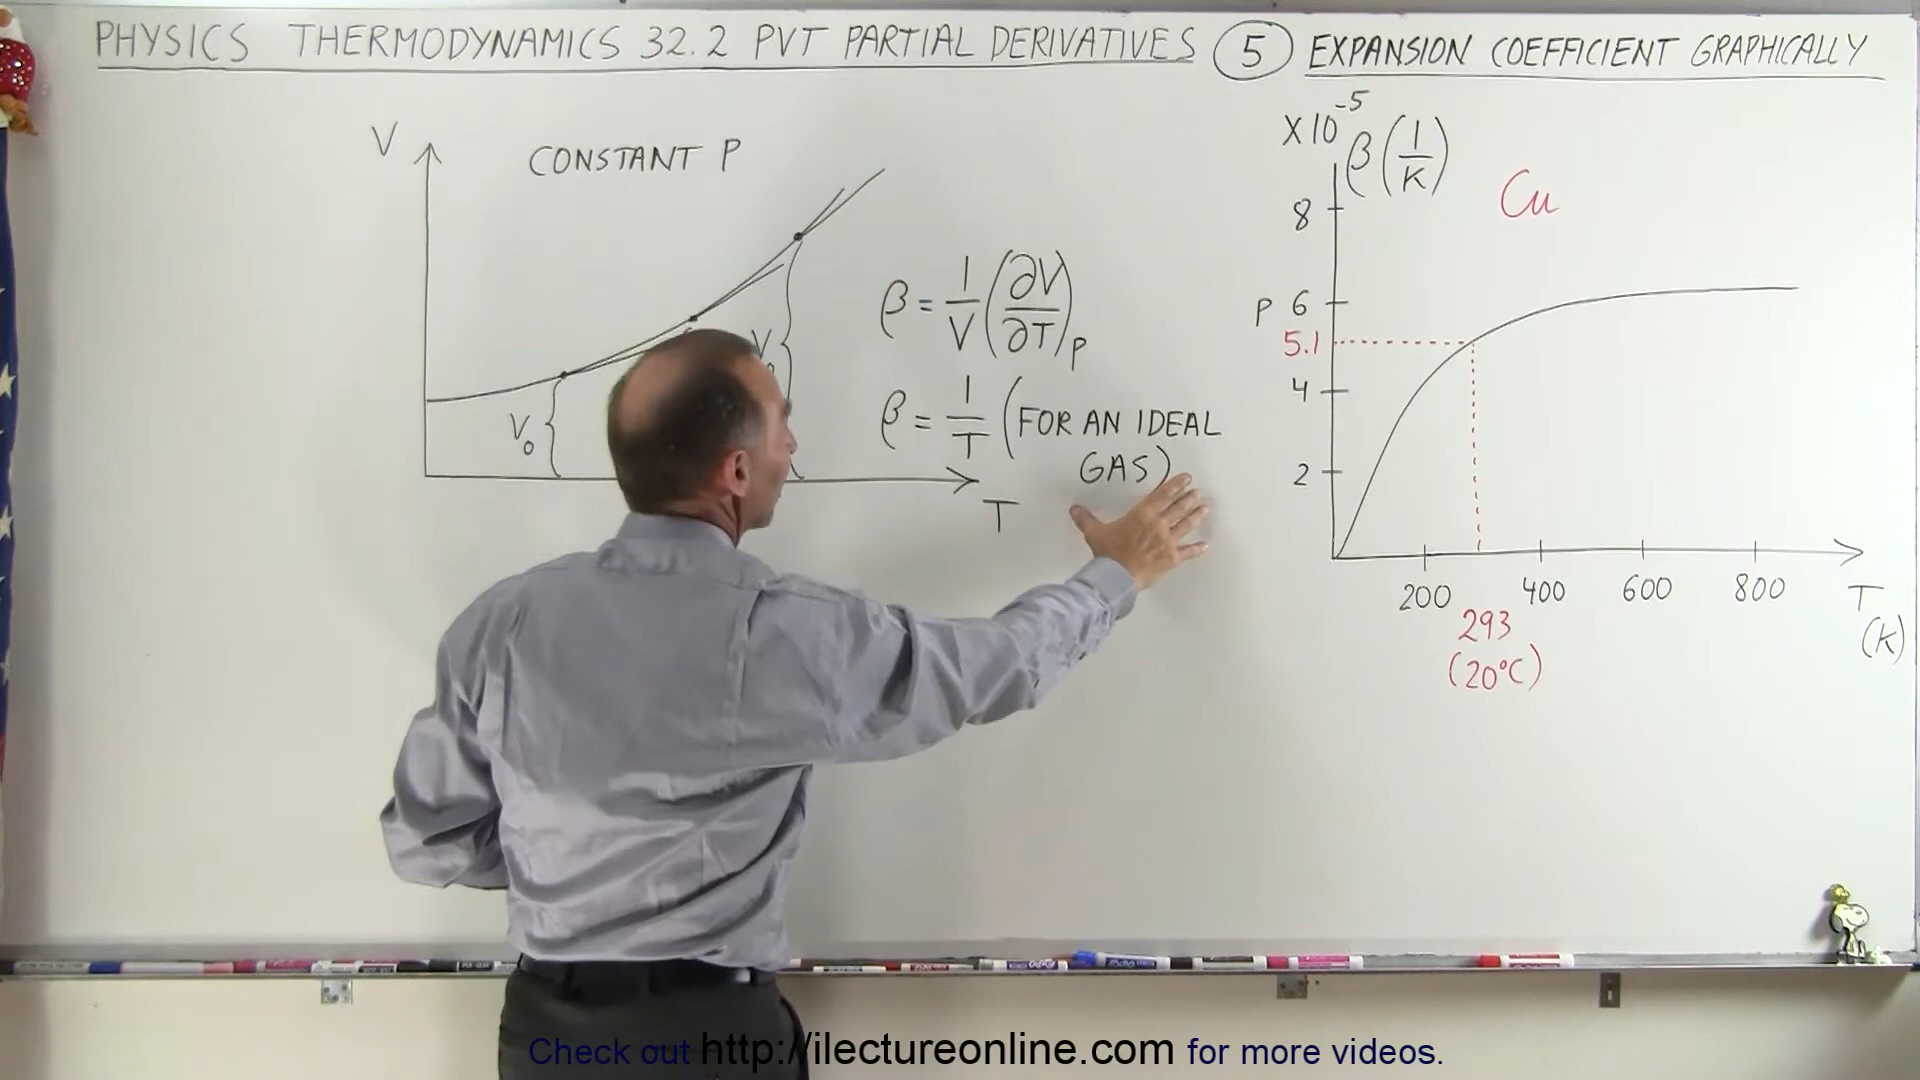 PHYSICS THERMODYNAMICS 32.2 PVT PARTIAL DERIVATIVES (5) EXPANSION COEFFICIENT GRAPHICALLY
V
CONSTANT P
V₀
V₀
T
β = 1/V (∂V/∂T)P
β = 1/T (FOR AN IDEAL
GAS)
X10⁻⁵
β (1/K)
Cu
8
P 6
5.1
4
2
200 400 600 800 T
293 (K)
(20°C)
Check out http://ilectureonline.com for more videos.